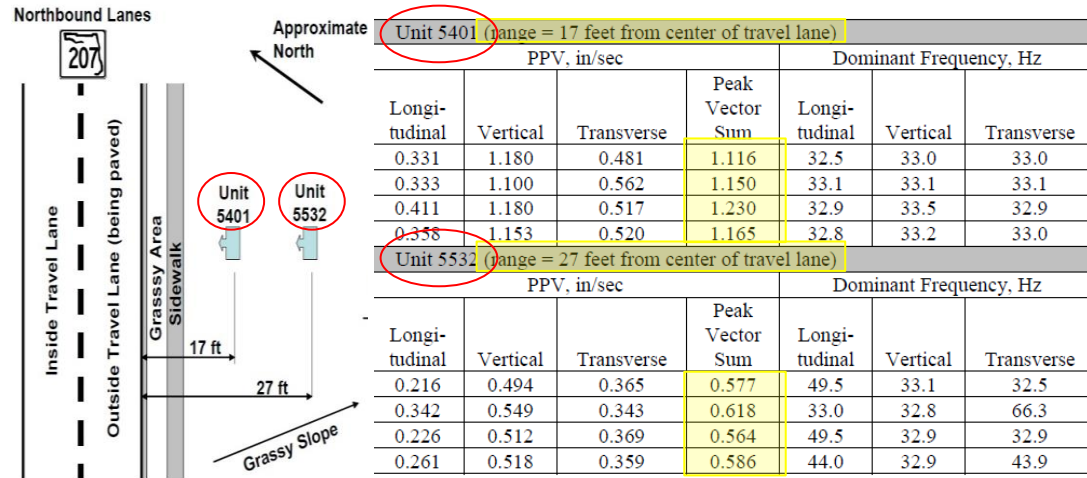 Northbound Lanes
207
Approximate
North
Inside Travel Lane
Outside Travel Lane (being paved)
Grasssy Area
Sidewalk
Unit
5401
Unit
5532
17 ft
27 ft
Grassy Slope
Unit 5401 (range = 17 feet from center of travel lane)
PPV, in/sec Dominant Frequency, Hz
Longi-
tudinal Vertical Transverse Peak
Vector
Sum Longi-
tudinal Vertical Transverse
0.331 1.180 0.481 1.116 32.5 33.0 33.0
0.333 1.100 0.562 1.150 33.1 33.1 33.1
0.411 1.180 0.517 1.230 32.9 33.5 32.9
0.358 1.153 0.520 1.165 32.8 33.2 33.0
Unit 5532 (range = 27 feet from center of travel lane)
PPV, in/sec Dominant Frequency, Hz
Longi-
tudinal Vertical Transverse Peak
Vector
Sum Longi-
tudinal Vertical Transverse
0.216 0.494 0.365 0.577 49.5 33.1 32.5
0.342 0.549 0.343 0.618 33.0 32.8 66.3
0.226 0.512 0.369 0.564 49.5 32.9 32.9
0.261 0.518 0.359 0.586 44.0 32.9 43.9